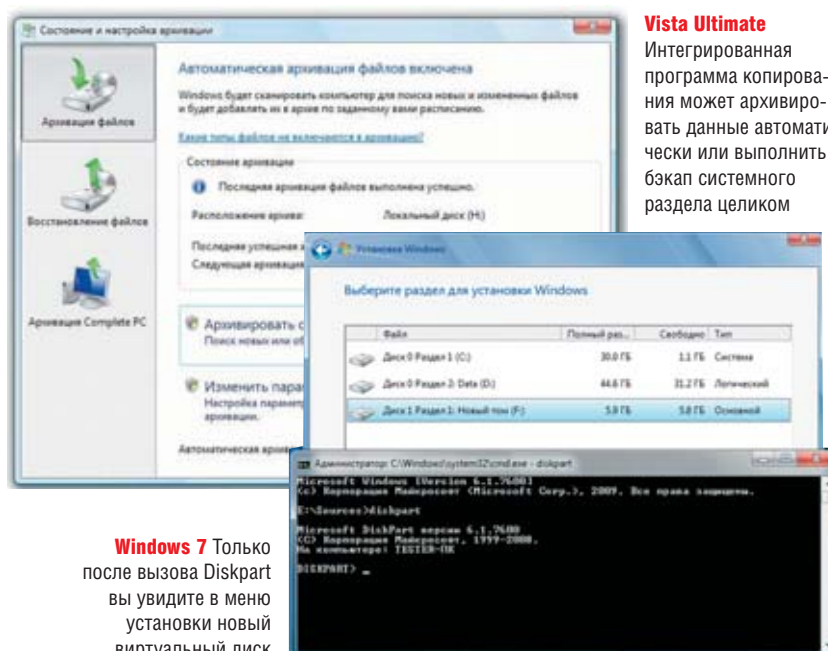 Состояние и настройка архивации
Архивация файлов
Восстановление файлов
Архивация Complete PC
Автоматическая архивация файлов включена
Windows будет сканировать компьютер для поиска новых и измененных файлов
и будет добавлять их в архив по заданному вами расписанию.
Какие типы файлов не включаются в архивацию?
Состояние архивации
Последняя архивация файлов выполнена успешно.
Расположение архива: Локальный диск (H:)
Последняя успешная а
Следующая архивация
Архивировать с
Поиск новых или об
Изменить пара
Настройка параметр
архивации.
Автоматическая архив
Vista Ultimate
Интегрированная
программа копирова-
ния может архивиро-
вать данные автомати
чески или выполнить
бэкап системного
раздела целиком
Установка Windows
Выберите раздел для установки Windows
Файл Полный раз... Свободно Тип
Диск 0 Раздел 1 (C:) 30.0 ГБ 1.1 ГБ Система
Диск 0 Раздел 2: Data (D:) 44.6 ГБ 31.2 ГБ Логический
Диск 1 Раздел 1: Новый том (F:) 5.9 ГБ 5.8 ГБ Основной
Администратор: C:\Windows\system32\cmd.exe - diskpart
Microsoft Windows [Version 6.1.7600]
(c) Корпорация Майкрософт (Microsoft Corp.), 2009. Все права защищены.
E:\Sources>diskpart
Microsoft DiskPart версии 6.1.7600
(C) Корпорация Майкрософт, 1999-2008.
На компьютере: TESTER-ПК
DISKPART> _
Windows 7 Только
после вызова Diskpart
вы увидите в меню
установки новый
виртуальный диск